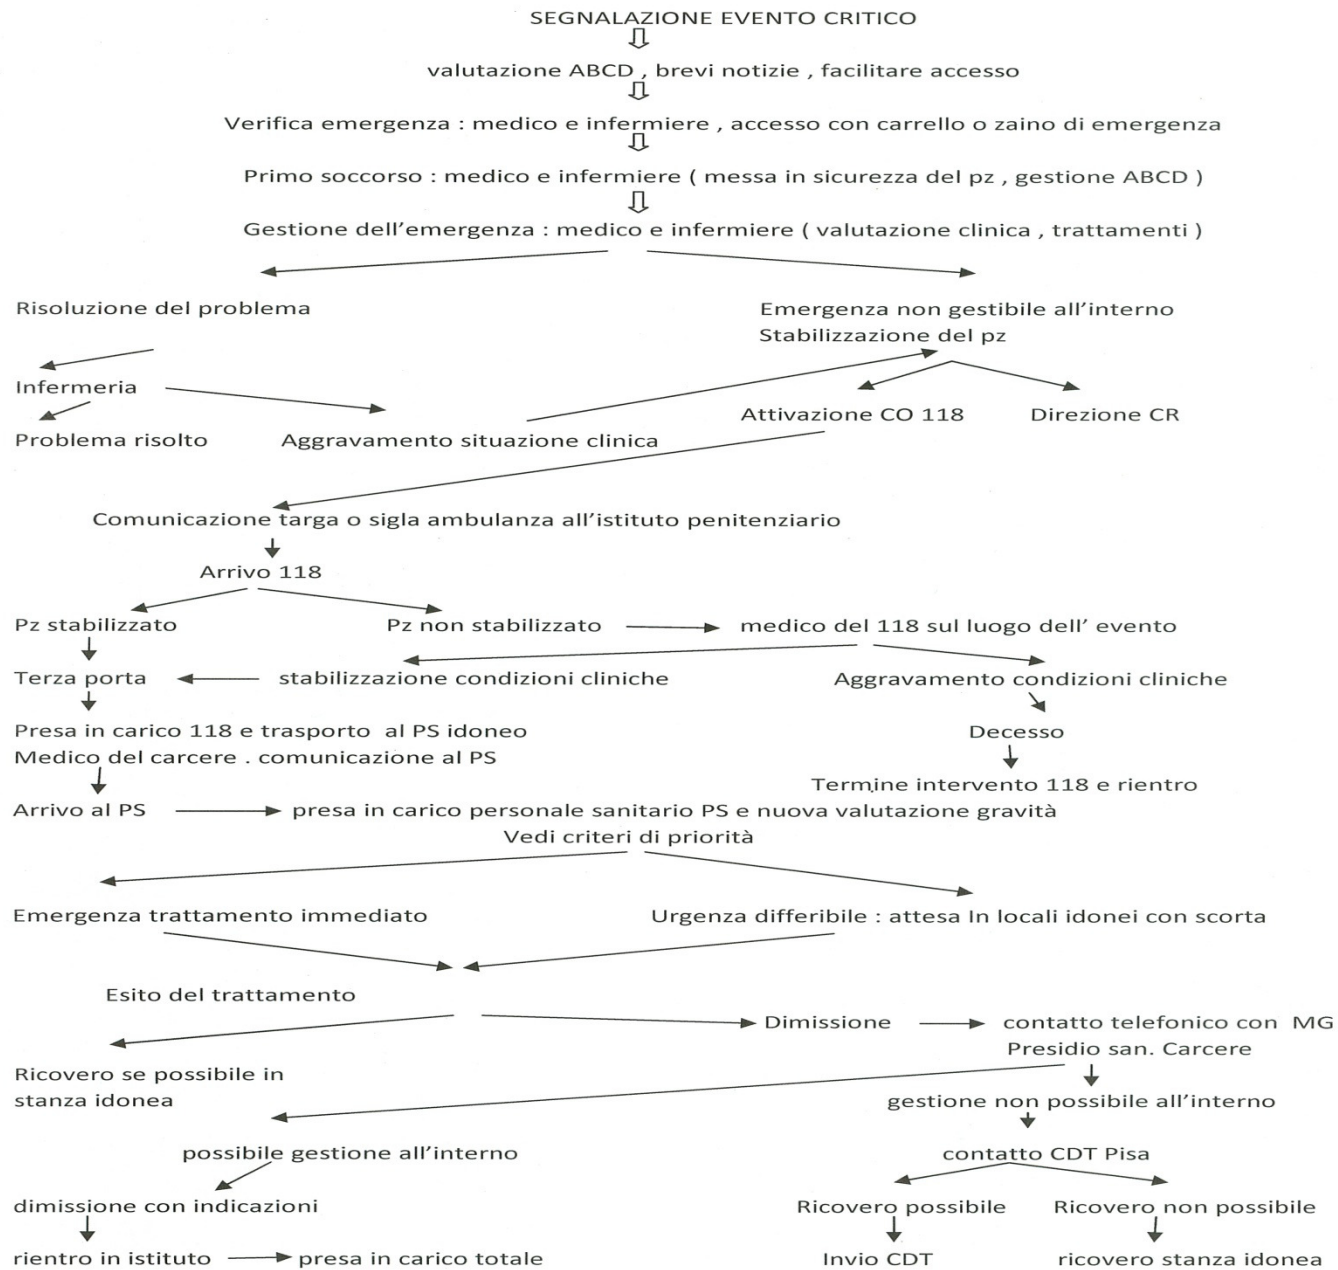 SEGNALAZIONE EVENTO CRITICO
valutazione ABCD , brevi notizie , facilitare accesso
Verifica emergenza : medico e infermiere , accesso con carrello o zaino di emergenza
Primo soccorso : medico e infermiere ( messa in sicurezza del pz , gestione ABCD )
Gestione dell'emergenza : medico e infermiere ( valutazione clinica , trattamenti )
Risoluzione del problema
Emergenza non gestibile all'interno
Stabilizzazione del pz
Infermeria
Attivazione CO 118
Direzione CR
Problema risolto
Aggravamento situazione clinica
Comunicazione targa o sigla ambulanza all'istituto penitenziario
Arrivo 118
Pz stabilizzato
Pz non stabilizzato
medico del 118 sul luogo dell' evento
Terza porta
stabilizzazione condizioni cliniche
Aggravamento condizioni cliniche
Presa in carico 118 e trasporto al PS idoneo
Medico del carcere . comunicazione al PS
Decesso
Termine intervento 118 e rientro
Arrivo al PS
presa in carico personale sanitario PS e nuova valutazione gravità
Vedi criteri di priorità
Emergenza trattamento immediato
Urgenza differibile : attesa In locali idonei con scorta
Esito del trattamento
Dimissione
contatto telefonico con MG
Presidio san. Carcere
Ricovero se possibile in
stanza idonea
gestione non possibile all'interno
possibile gestione all'interno
contatto CDT Pisa
dimissione con indicazioni
Ricovero possibile
Ricovero non possibile
rientro in istituto
presa in carico totale
Invio CDT
ricovero stanza idonea